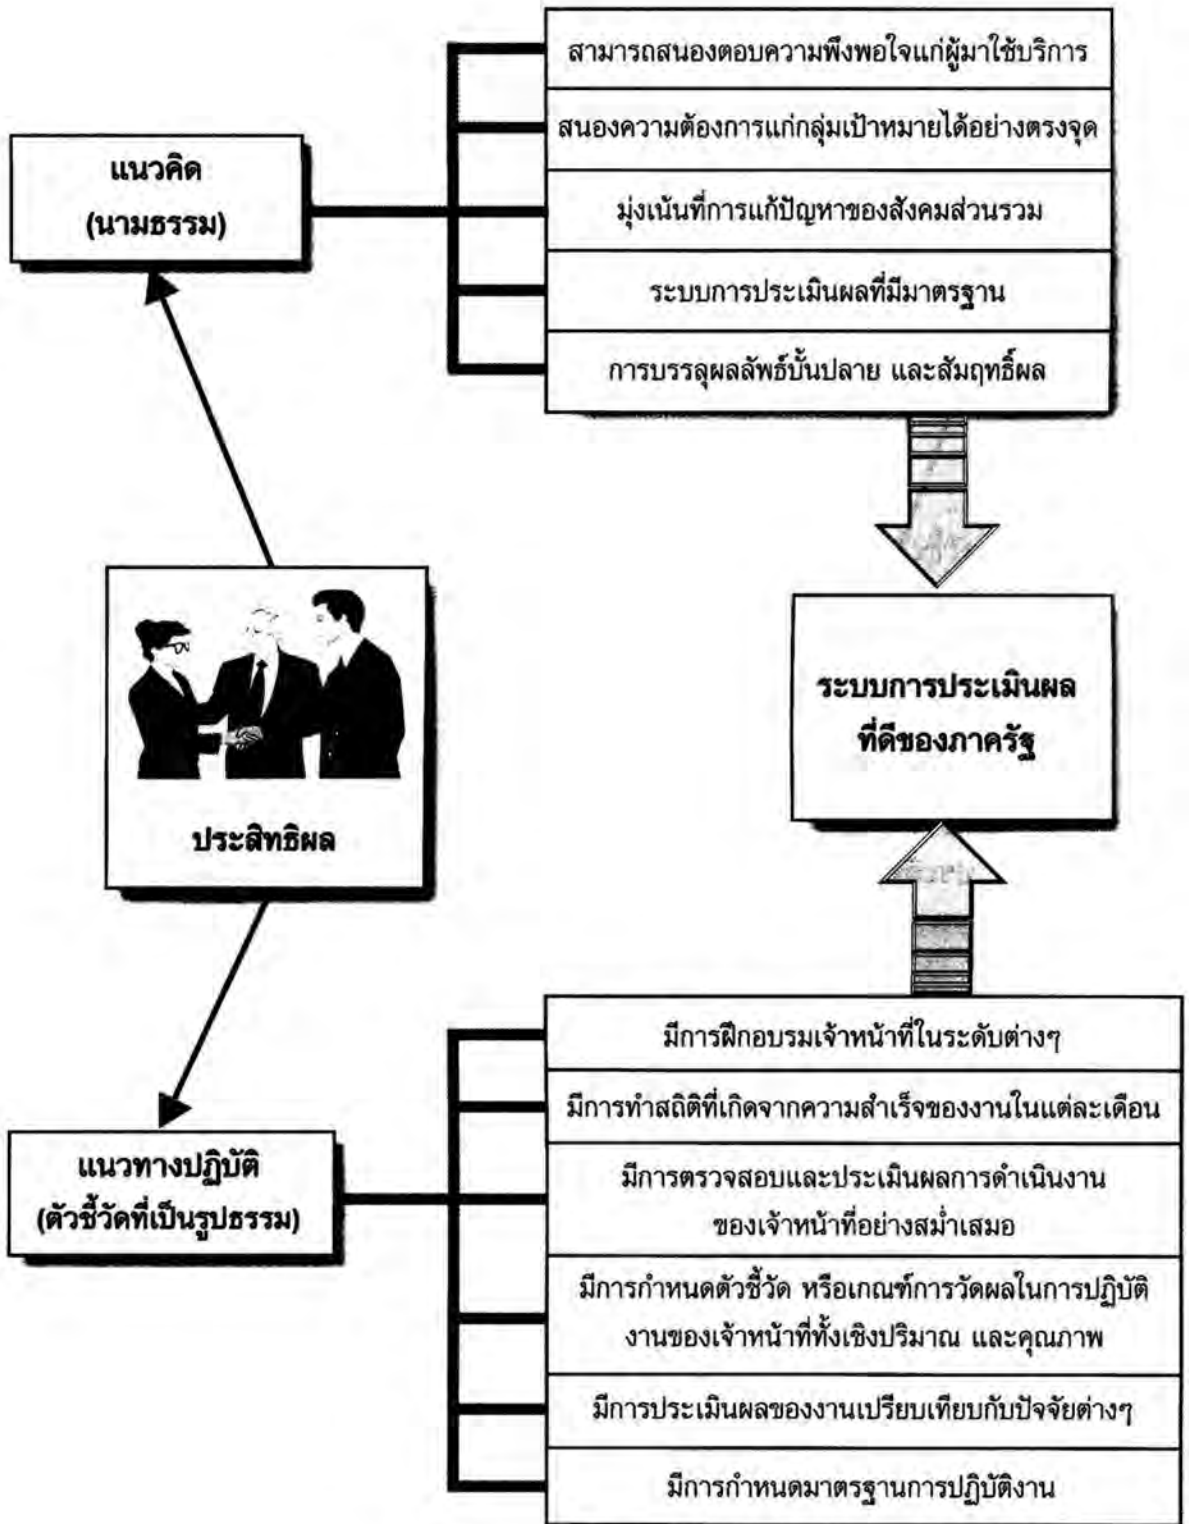 สามารถสนองตอบความพึงพอใจแก่ผู้มาใช้บริการ
สนองความต้องการแก่กลุ่มเป้าหมายได้อย่างตรงจุด
แนวคิด
(นามธรรม)
มุ่งเน้นที่การแก้ปัญหาของสังคมส่วนรวม
ระบบการประเมินผลที่มีมาตรฐาน
การบรรลุผลลัพธ์บั้นปลาย และสัมฤทธิ์ผล
ระบบการประเมินผล
ที่ดีของภาครัฐ
ประสิทธิผล
มีการฝึกอบรมเจ้าหน้าที่ในระดับต่างๆ
มีการทำสถิติที่เกิดจากความสำเร็จของงานในแต่ละเดือน
แนวทางปฏิบัติ
(ตัวชี้วัดที่เป็นรูปธรรม)
มีการตรวจสอบและประเมินผลการดำเนินงาน
ของเจ้าหน้าที่อย่างสม่ำเสมอ
มีการกำหนดตัวชี้วัด หรือเกณฑ์การวัดผลในการปฏิบัติ
งานของเจ้าหน้าที่ทั้งเชิงปริมาณ และคุณภาพ
มีการประเมินผลของงานเปรียบเทียบกับปัจจัยต่างๆ
มีการกำหนดมาตรฐานการปฏิบัติงาน